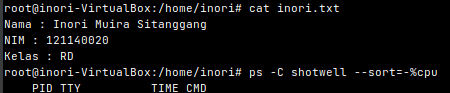 root@inori-VirtualBox:/home/inori# cat inori.txt
Nama : Inori Muira Sitanggang
NIM : 121140020
Kelas : RD
root@inori-VirtualBox:/home/inori# ps -C shotwell --sort=-%cpu
PID TTY TIME CMD